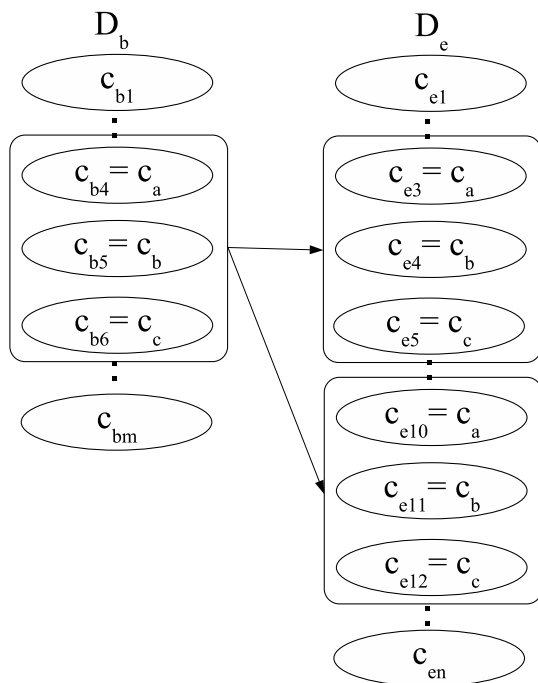 D_b
c_b1
c_b4 = c_a
c_b5 = c_b
c_b6 = c_c
c_bm
D_e
c_e1
c_e3 = c_a
c_e4 = c_b
c_e5 = c_c
c_e10 = c_a
c_e11 = c_b
c_e12 = c_c
c_en